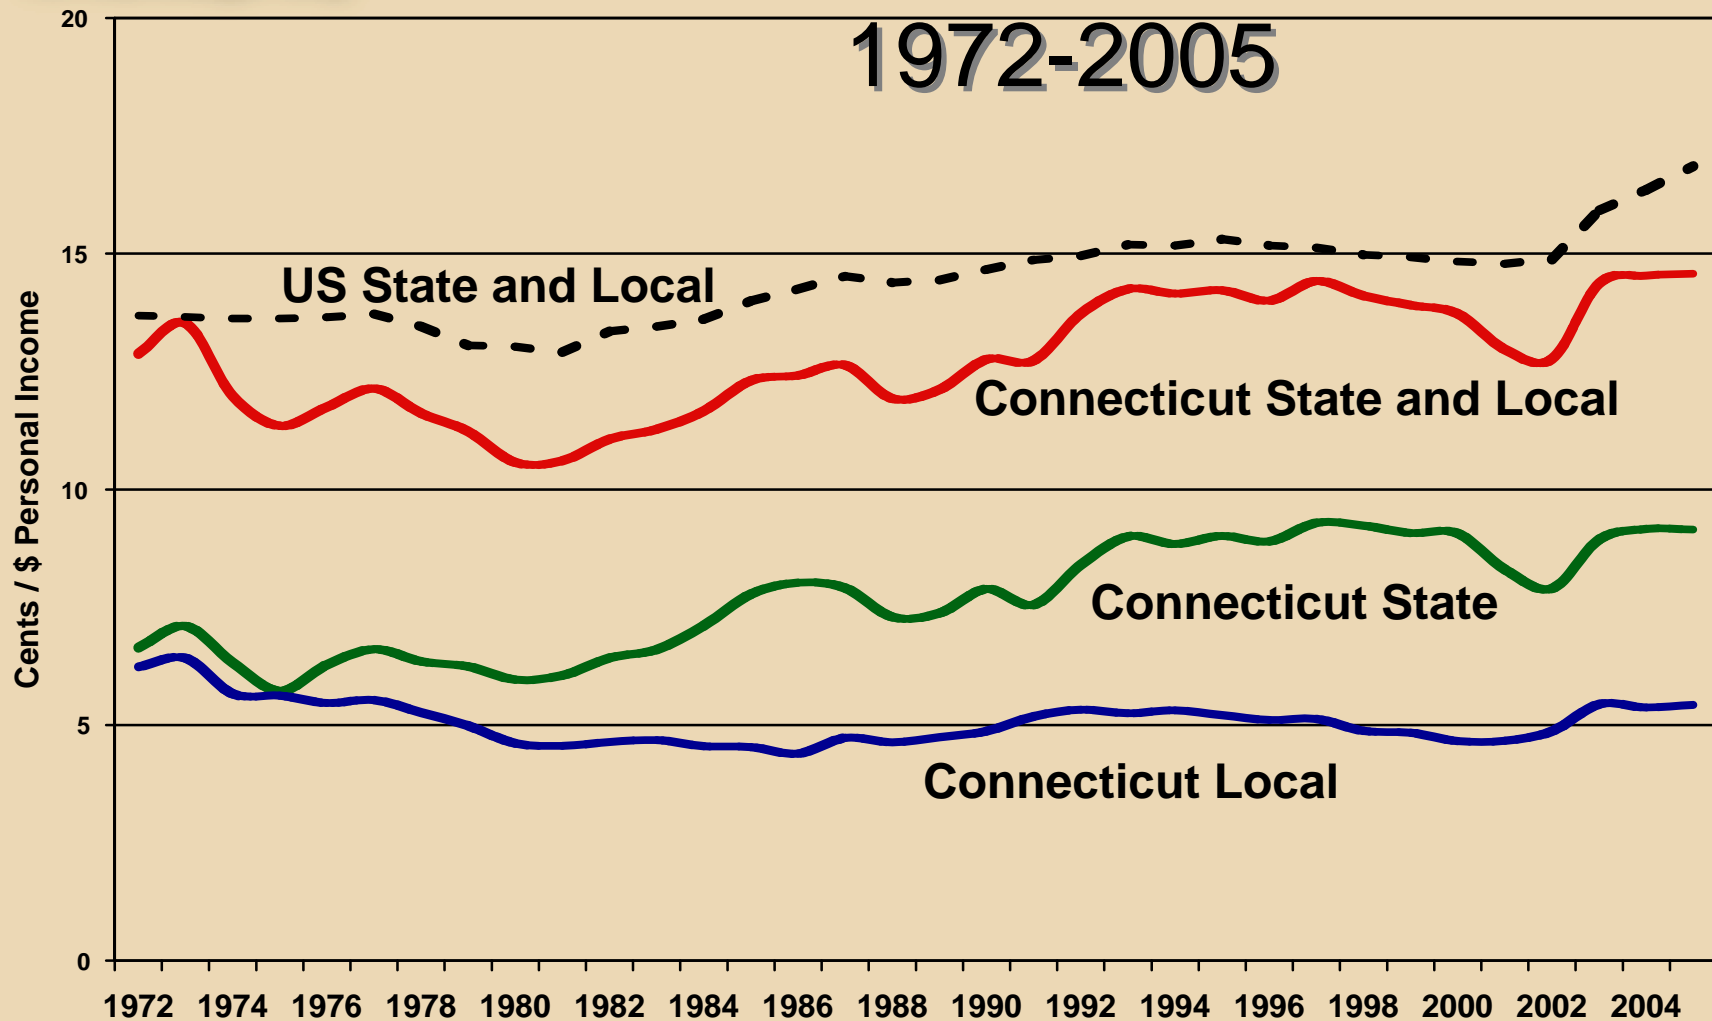 1972-2005
20
15
10
5
0
Cents / $ Personal Income
US State and Local
Connecticut State and Local
Connecticut State
Connecticut Local
1972 1974 1976 1978 1980 1982 1984 1986 1988 1990 1992 1994 1996 1998 2000 2002 2004